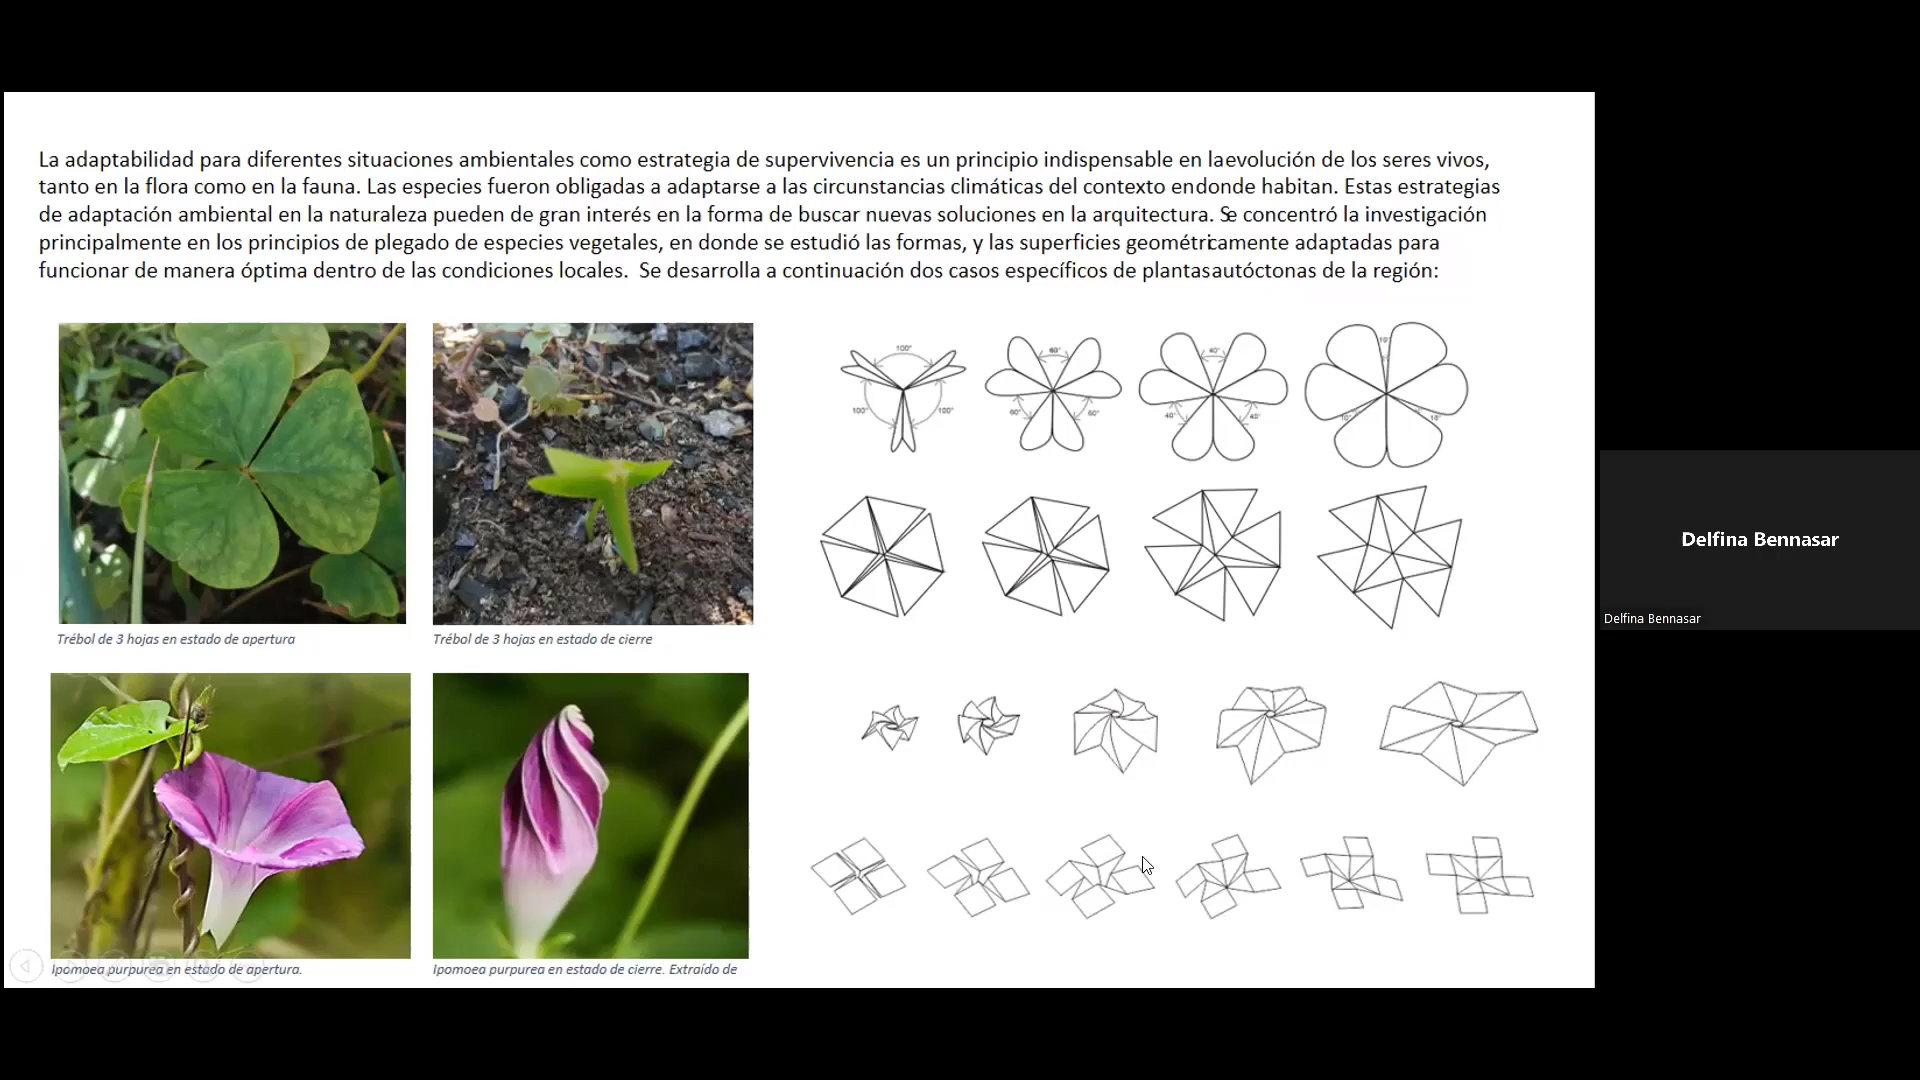 La adaptabilidad para diferentes situaciones ambientales como estrategia de supervivencia es un principio indispensable en la evolución de los seres vivos,
tanto en la flora como en la fauna. Las especies fueron obligadas a adaptarse a las circunstancias climáticas del contexto en donde habitan. Estas estrategias
de adaptación ambiental en la naturaleza pueden de gran interés en la forma de buscar nuevas soluciones en la arquitectura. Se concentró la investigación
principalmente en los principios de plegado de especies vegetales, en donde se estudió las formas, y las superficies geométricamente adaptadas para
funcionar de manera óptima dentro de las condiciones locales. Se desarrolla a continuación dos casos específicos de plantas autóctonas de la región:
100° 60° 40° 10°
100° 100° 60° 60° 40° 40° 10° 10°
Trébol de 3 hojas en estado de apertura
Trébol de 3 hojas en estado de cierre
Ipomoea purpurea en estado de apertura.
Ipomoea purpurea en estado de cierre. Extraído de
Delfina Bennasar
Delfina Bennasar